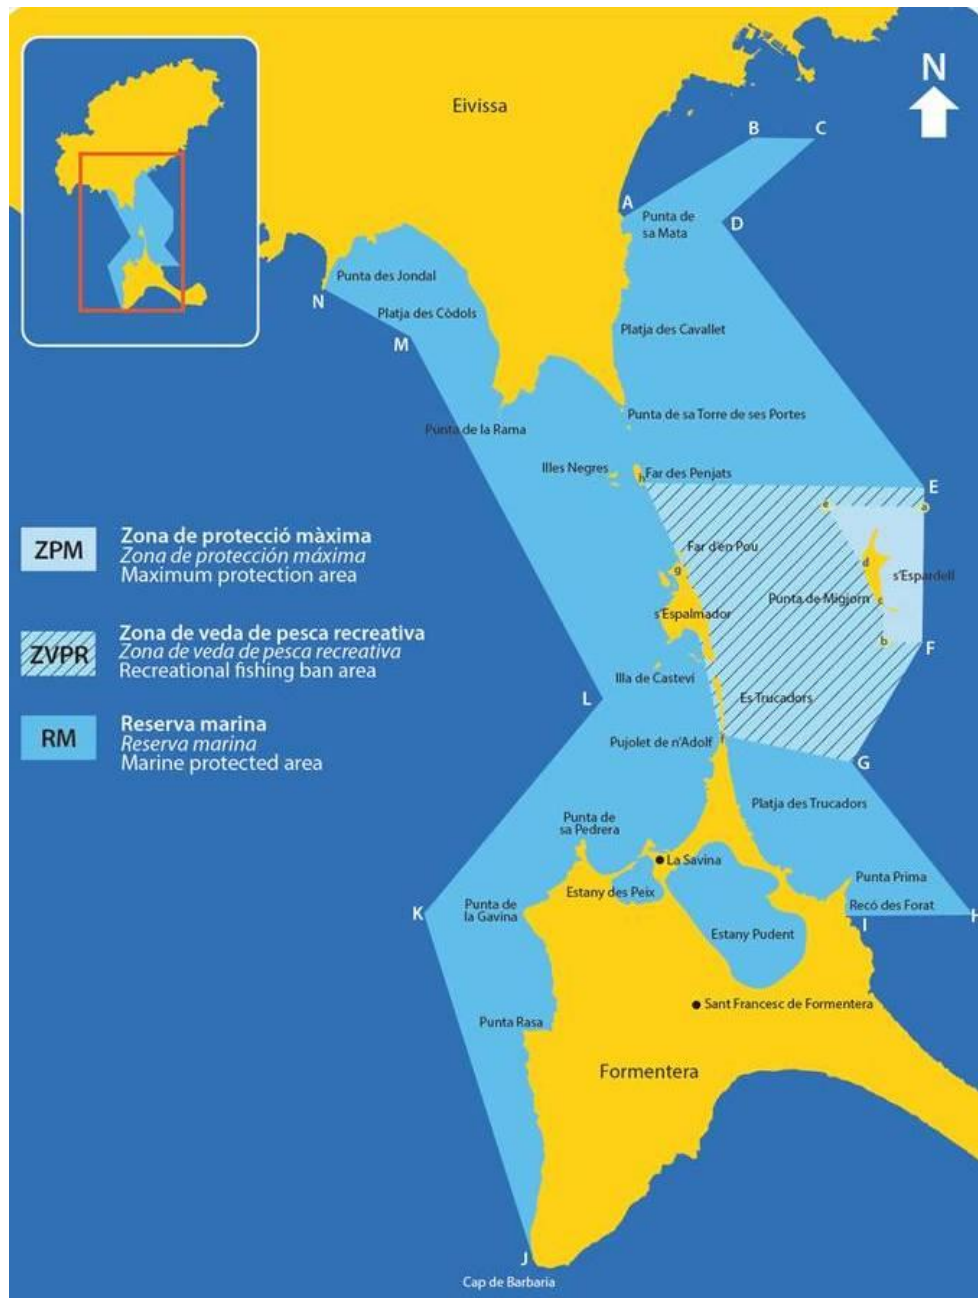 N
Eivissa
B
C
A
Punta de
sa Mata
D
Punta des Jondal
N
Platja des Còdols
M
Platja des Cavallet
Punta de sa Torre de ses Portes
Punta de la Rama
Illes Negres
h
Far des Penjats
E
e
a
ZPM
Zona de protecció màxima
Zona de protección máxima
Maximum protection area
Far d'en Pou
g
d
s'Espardell
Punta de Migjorn
c
s'Espalmador
ZVPR
Zona de veda de pesca recreativa
Zona de veda de pesca recreativa
Recreational fishing ban area
b
F
Illa de Castevi
L
Es Trucadors
RM
Reserva marina
Reserva marina
Marine protected area
Pujolet de n'Adolf
f
G
Platja des Trucadors
Punta de
sa Pedrera
La Savina
Estany des Peix
Punta Prima
K
Punta de
la Gavina
Recó des Forat
H
I
Estany Pudent
Sant Francesc de Formentera
Punta Rasa
Formentera
J
Cap de Barbaria